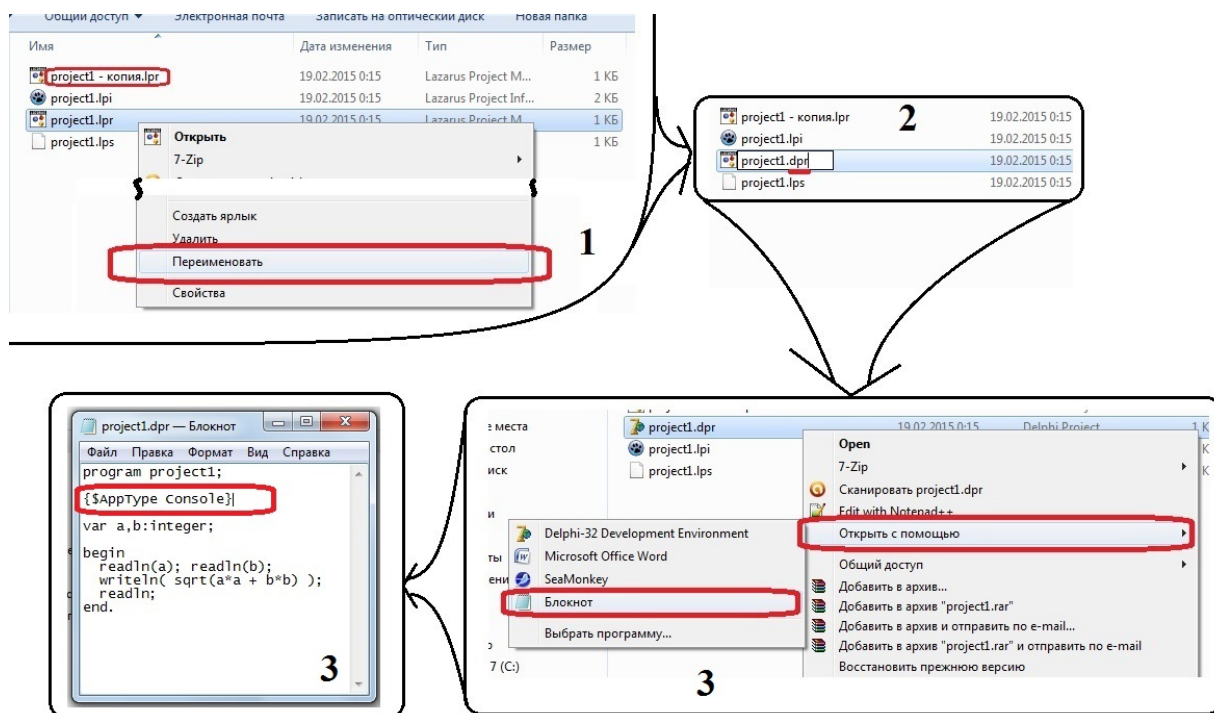 Общий доступ ▼ Электронная почта Записать на оптический диск Новая папка
Имя Дата изменения Тип Размер
project1 - копия.lpr 19.02.2015 0:15 Lazarus Project M... 1 КБ
project1.lpi 19.02.2015 0:15 Lazarus Project Inf... 2 КБ
project1.lpr 19.02.2015 0:15 Lazarus Project M... 1 КБ
project1.lps 1 КБ
Открыть
7-Zip
Создать ярлык
Удалить
Переименовать
Свойства
1
2
project1 - копия.lpr 19.02.2015 0:15
project1.lpi 19.02.2015 0:15
project1.dpr 19.02.2015 0:15
project1.lps 19.02.2015 0:15
project1.dpr — Блокнот
Файл Правка Формат Вид Справка
program project1;
{$AppType Console}
var a,b:integer;
begin
readln(a); readln(b);
writeln( sqrt(a*a + b*b) );
readln;
end.
3
е места
стол
иск
и
ты
ени
7 (C:)
project1.dpr 19.02.2015 0:15 Delphi Project 1 К
project1.lpi
project1.lps
Open
7-Zip
Сканировать project1.dpr
Edit with Notepad++
Открыть с помощью
Общий доступ
Добавить в архив...
Добавить в архив "project1.rar"
Добавить в архив и отправить по e-mail...
Добавить в архив "project1.rar" и отправить по e-mail
Восстановить прежнюю версию
Delphi-32 Development Environment
Microsoft Office Word
SeaMonkey
Блокнот
Выбрать программу...
3